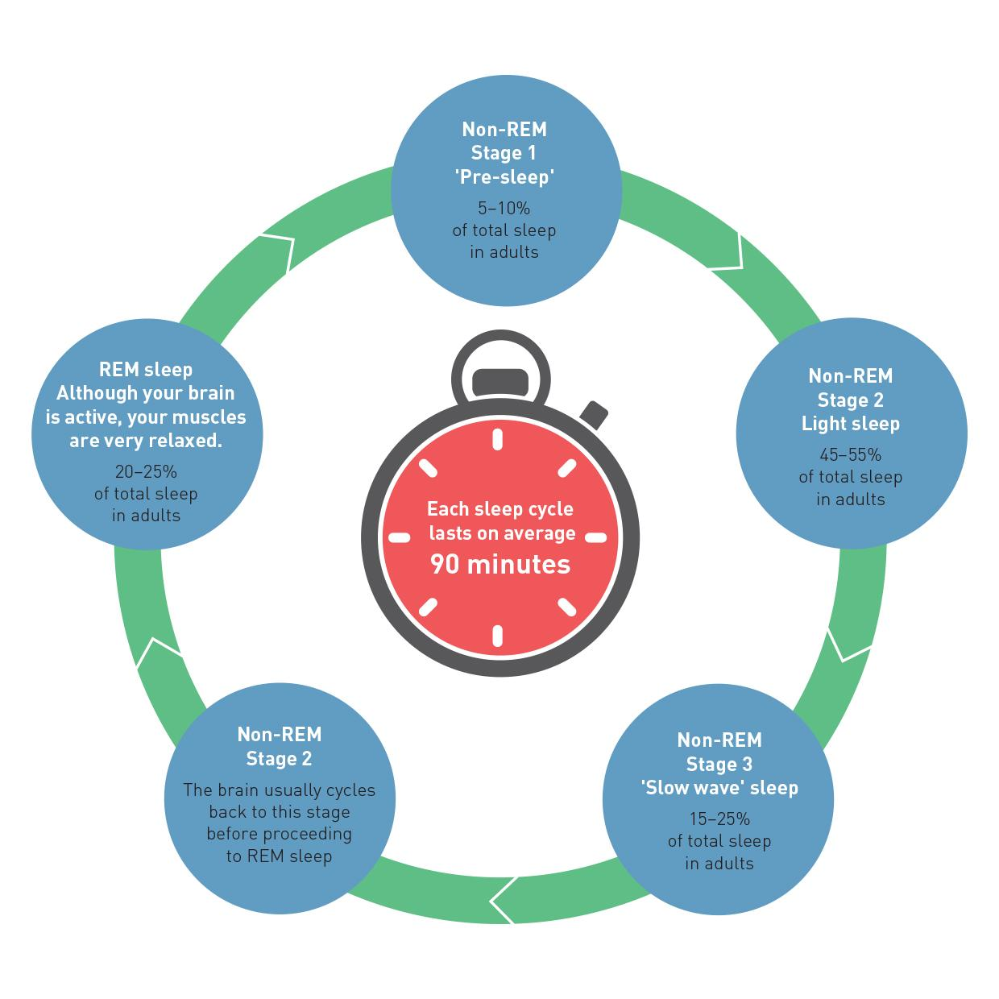 Non-REM
Stage 1
'Pre-sleep'
5–10%
of total sleep
in adults
Non-REM
Stage 2
Light sleep
45–55%
of total sleep
in adults
Non-REM
Stage 3
'Slow wave' sleep
15–25%
of total sleep
in adults
Non-REM
Stage 2
The brain usually cycles
back to this stage
before proceeding
to REM sleep
REM sleep
Although your brain
is active, your muscles
are very relaxed.
20–25%
of total sleep
in adults
Each sleep cycle
lasts on average
90 minutes